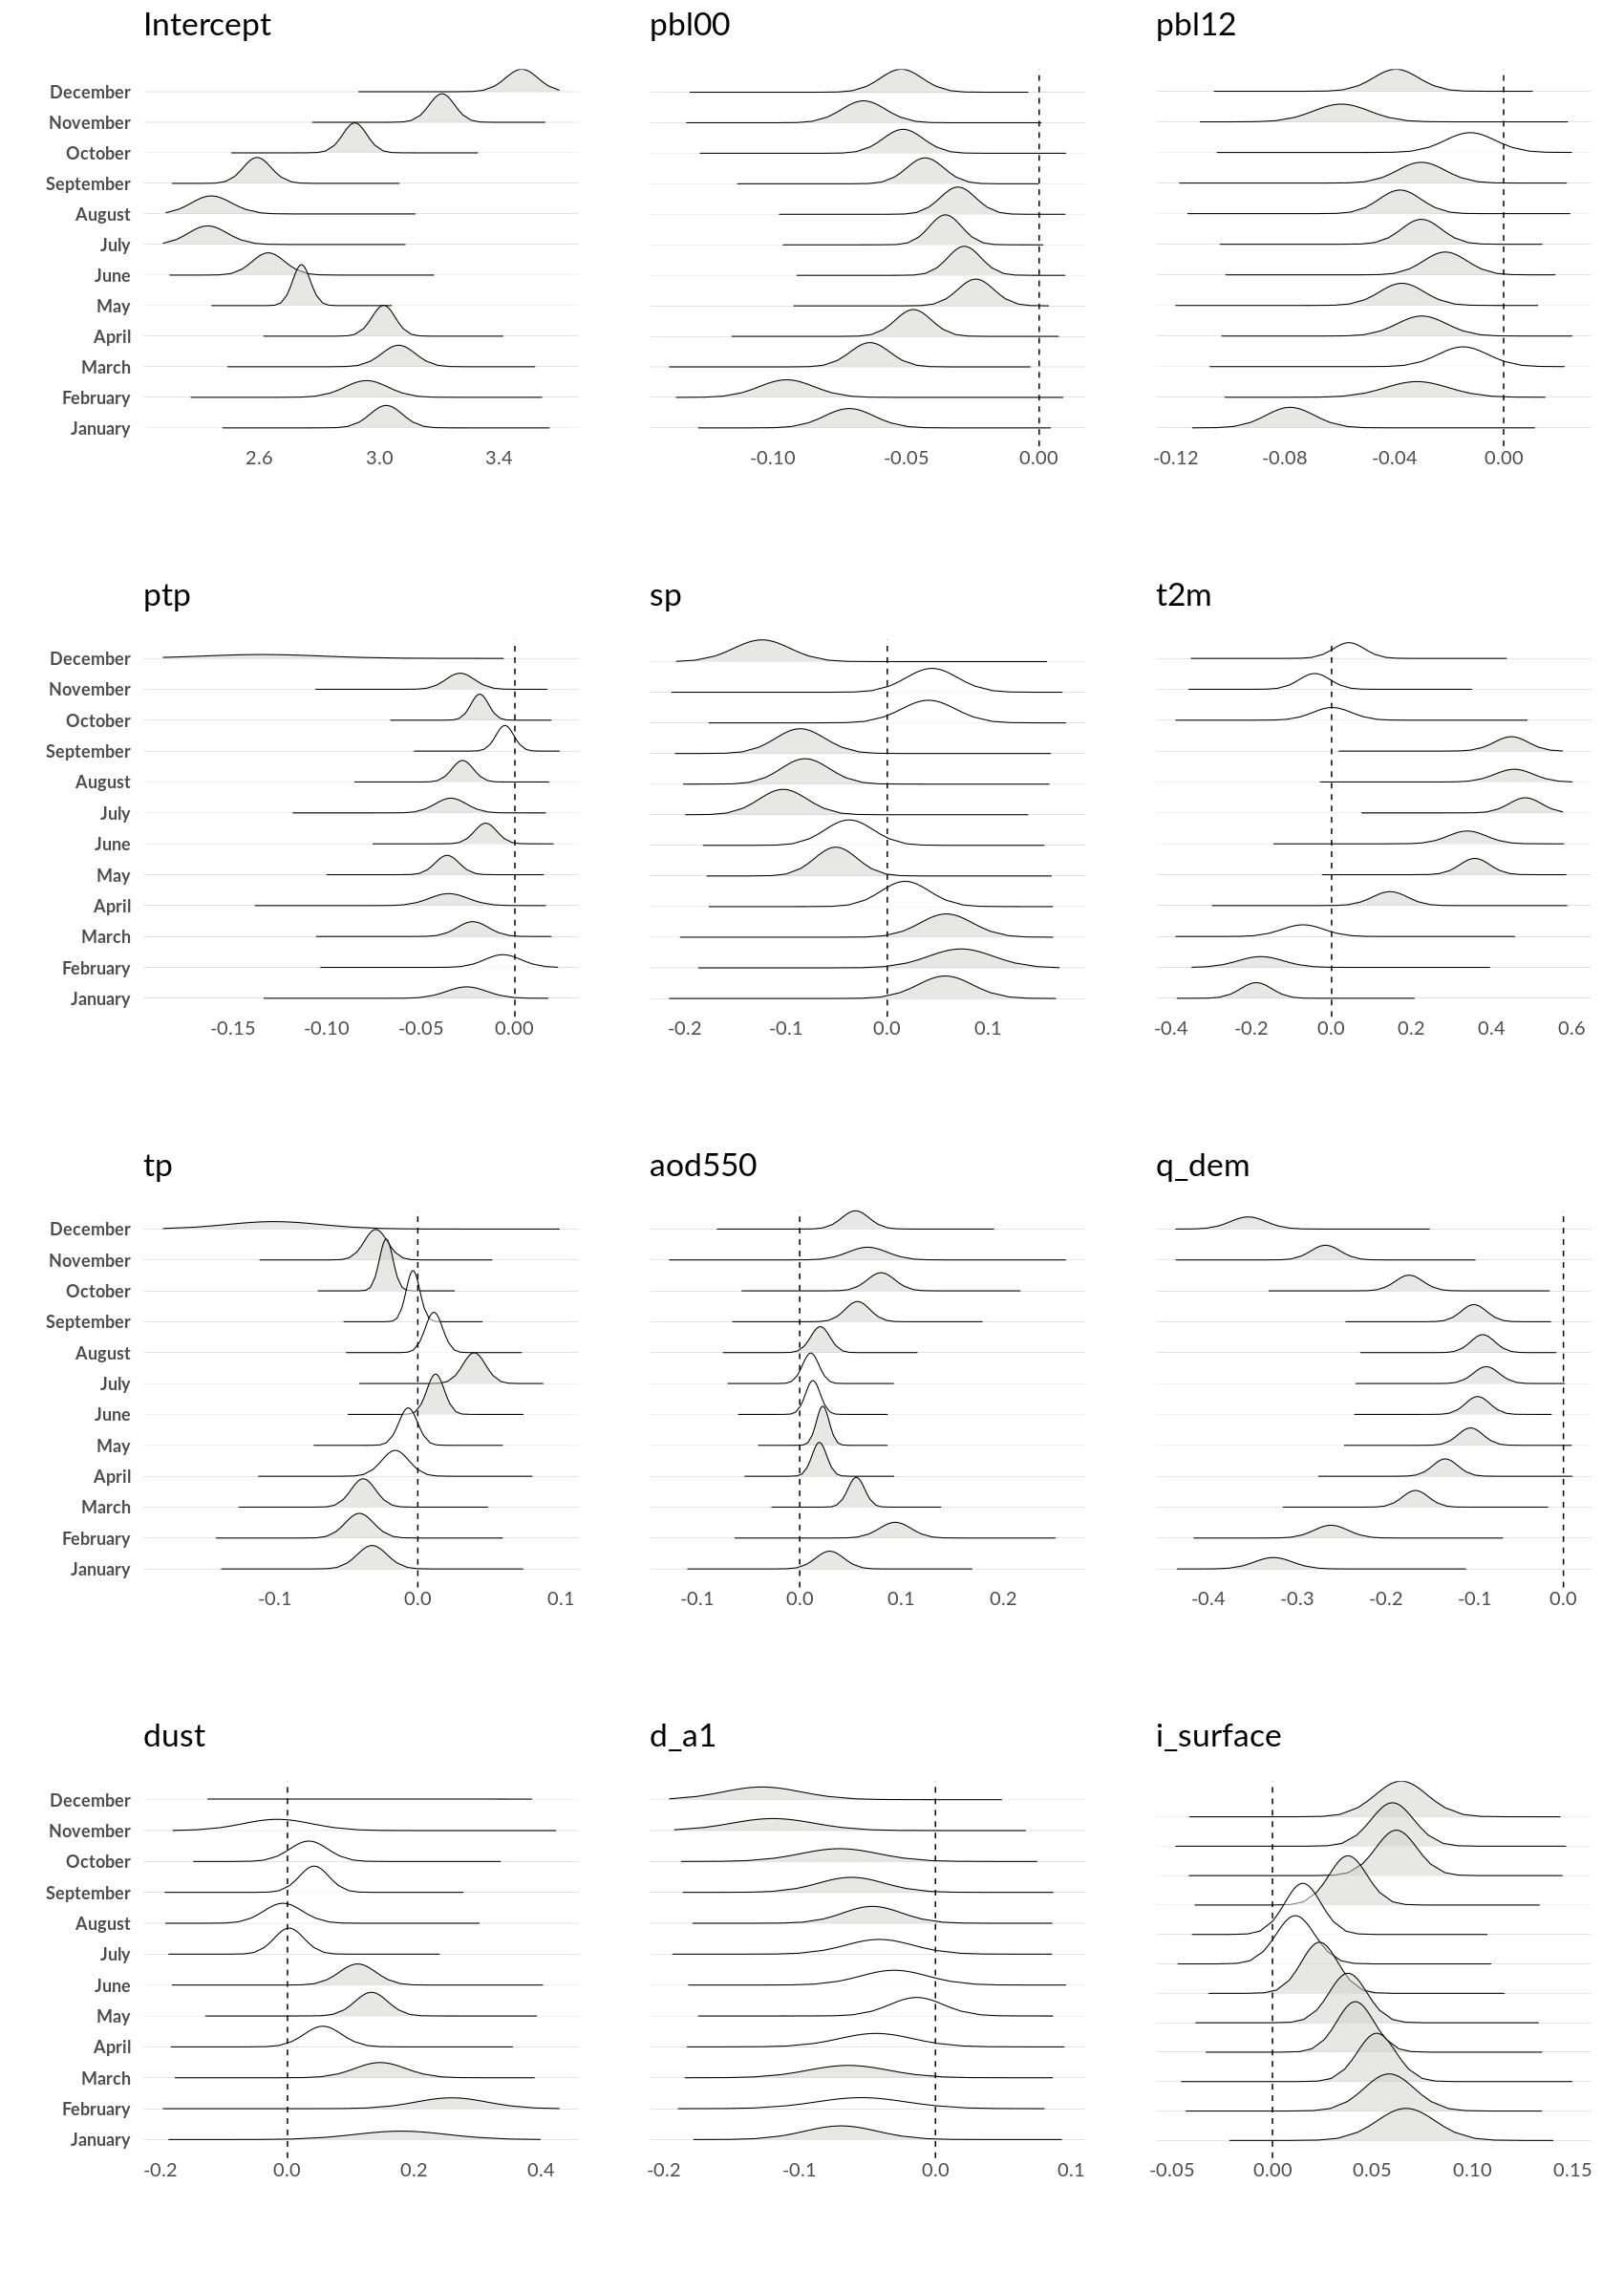 Intercept pbl00 pbl12
December
November
October
September
August
July
June
May
April
March
February
January
2.6 3.0 3.4 -0.10 -0.05 0.00 -0.12 -0.08 -0.04 0.00
ptp sp t2m
December
November
October
September
August
July
June
May
April
March
February
January
-0.15 -0.10 -0.05 0.00 -0.2 -0.1 0.0 0.1 -0.4 -0.2 0.0 0.2 0.4 0.6
tp aod550 q_dem
December
November
October
September
August
July
June
May
April
March
February
January
-0.1 0.0 0.1 -0.1 0.0 0.1 0.2 -0.4 -0.3 -0.2 -0.1 0.0
dust d_a1 i_surface
December
November
October
September
August
July
June
May
April
March
February
January
-0.2 0.0 0.2 0.4 -0.2 -0.1 0.0 0.1 -0.05 0.00 0.05 0.10 0.15